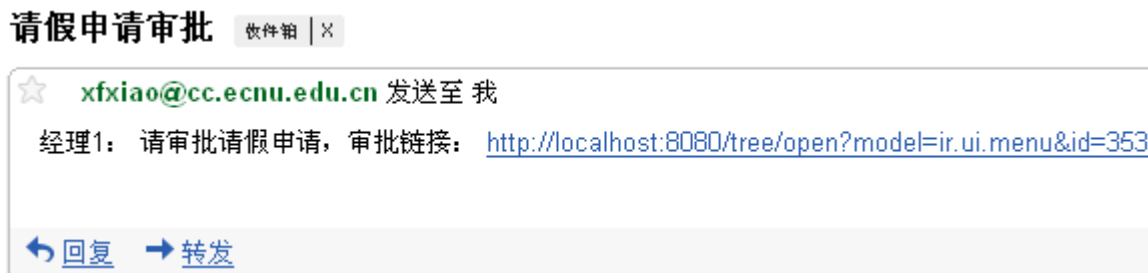 请假申请审批 收件箱 | X
xfxiao@cc.ecnu.edu.cn 发送至 我
经理1： 请审批请假申请，审批链接： http://localhost:8080/tree/open?model=ir.ui.menu&id=353
回复 转发